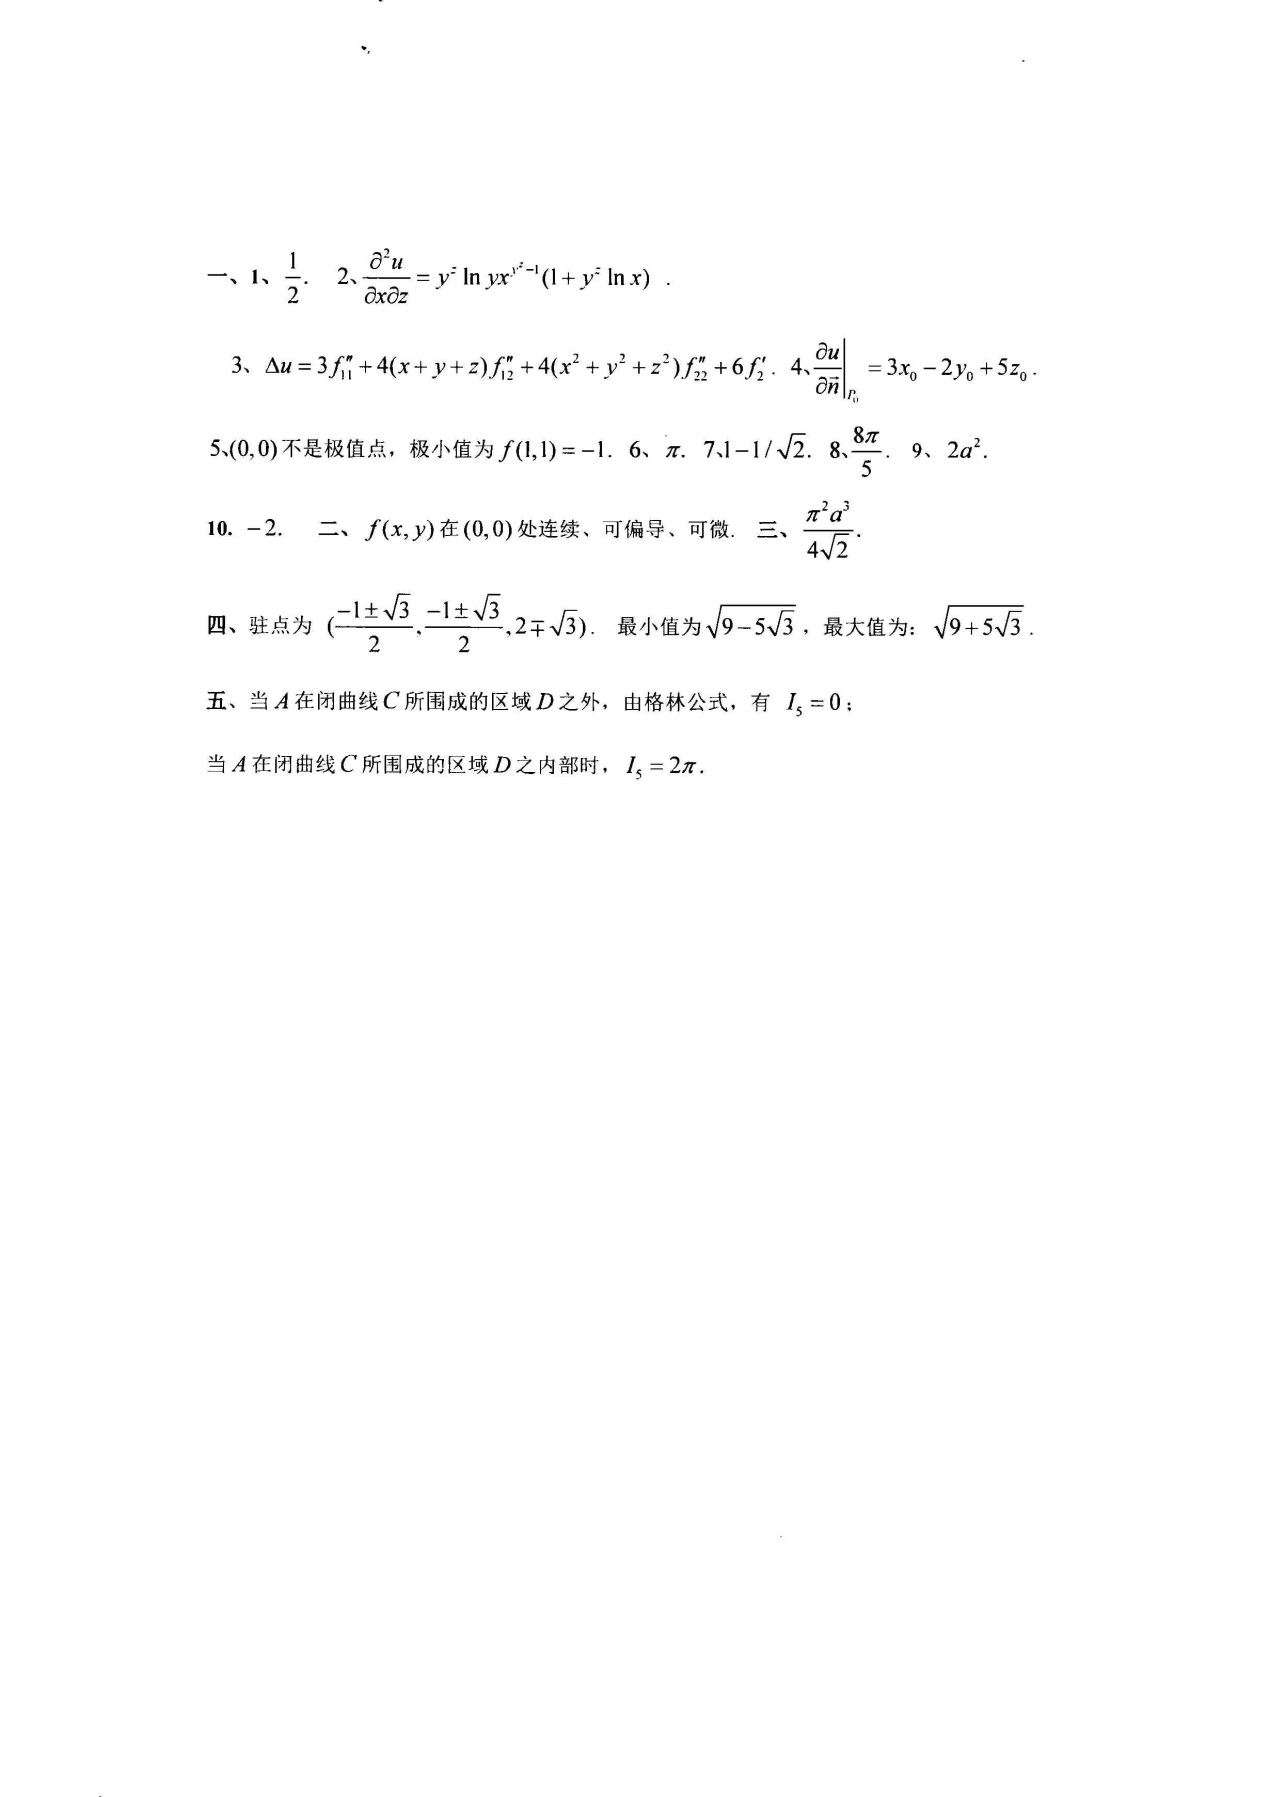 一、1、$\frac{1}{2}$. 2、$\frac{\partial^2 u}{\partial x \partial z} = y^z \ln y x^{y^z-1}(1+y^z \ln x)$ .
3、$\Delta u = 3f''_{11} + 4(x+y+z)f''_{12} + 4(x^2+y^2+z^2)f''_{22} + 6f'_2$. 4、$\left.\frac{\partial u}{\partial \vec{n}}\right|_{P_0} = 3x_0 - 2y_0 + 5z_0$.
5、(0,0)不是极值点，极小值为 $f(1,1) = -1$. 6、$\pi$. 7、$1-1/\sqrt{2}$. 8、$\frac{8\pi}{5}$. 9、$2a^2$.
10. $-2$. 二、$f(x,y)$在$(0,0)$处连续、可偏导、可微. 三、$\frac{\pi^2 a^3}{4\sqrt{2}}$.
四、驻点为 $(\frac{-1\pm\sqrt{3}}{2}, \frac{-1\pm\sqrt{3}}{2}, 2\mp\sqrt{3})$. 最小值为$\sqrt{9-5\sqrt{3}}$，最大值为：$\sqrt{9+5\sqrt{3}}$.
五、当 $A$ 在闭曲线 $C$ 所围成的区域 $D$ 之外，由格林公式，有 $I_5 = 0$；
当 $A$ 在闭曲线 $C$ 所围成的区域 $D$ 之内部时，$I_5 = 2\pi$.